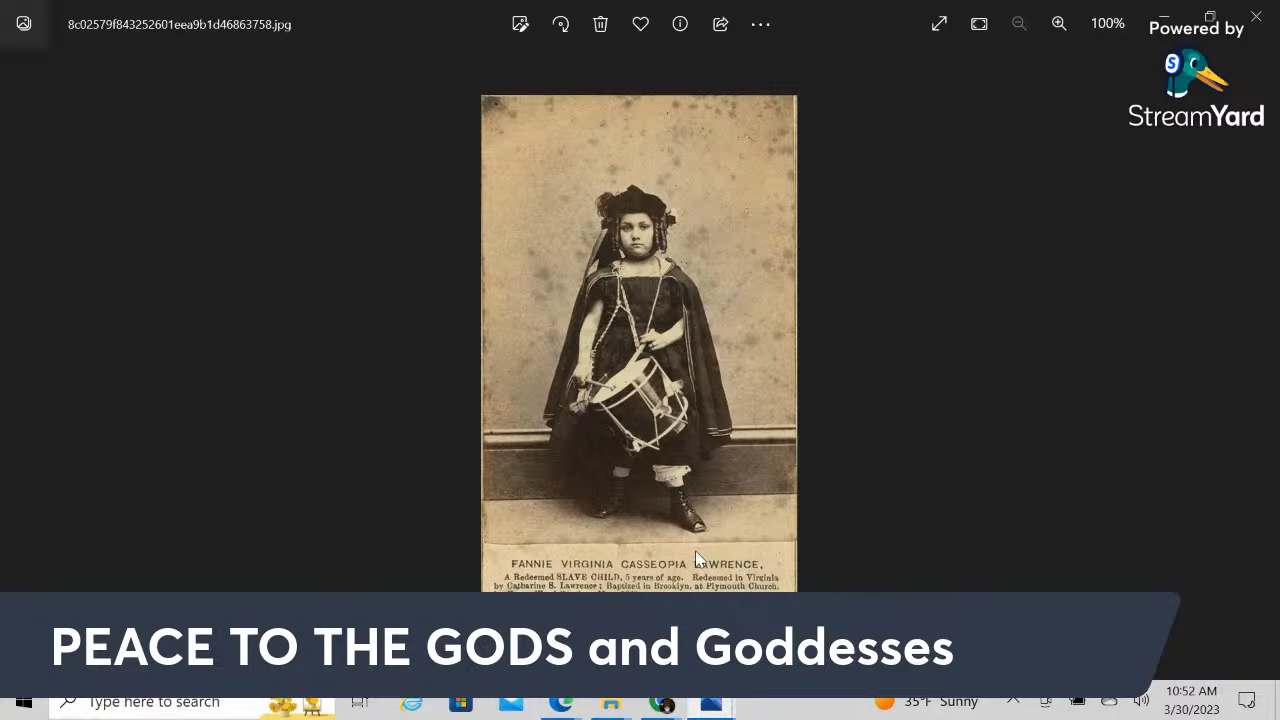 8c02579f843252601eea9b1d46863758.jpg
100%
Powered by
S
StreamYard
FANNIE VIRGINIA CASSEOPIA LAWRENCE,
A Redeemed SLAVE CHILD, 5 years of age. Redeemed in Virginia
by Catharine S. Lawrence; Baptized in Brooklyn, at Plymouth Church,
PEACE TO THE GODS and Goddesses
Type here to search
35°F Sunny
10:52 AM
3/30/2023